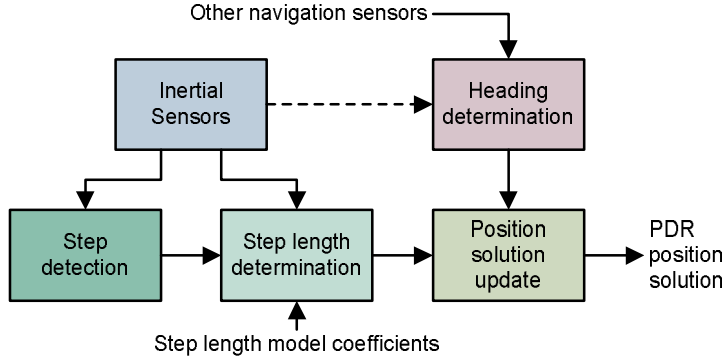 Other navigation sensors
Inertial
Sensors
Heading
determination
Step
detection
Step length
determination
Position
solution
update
PDR
position
solution
Step length model coefficients